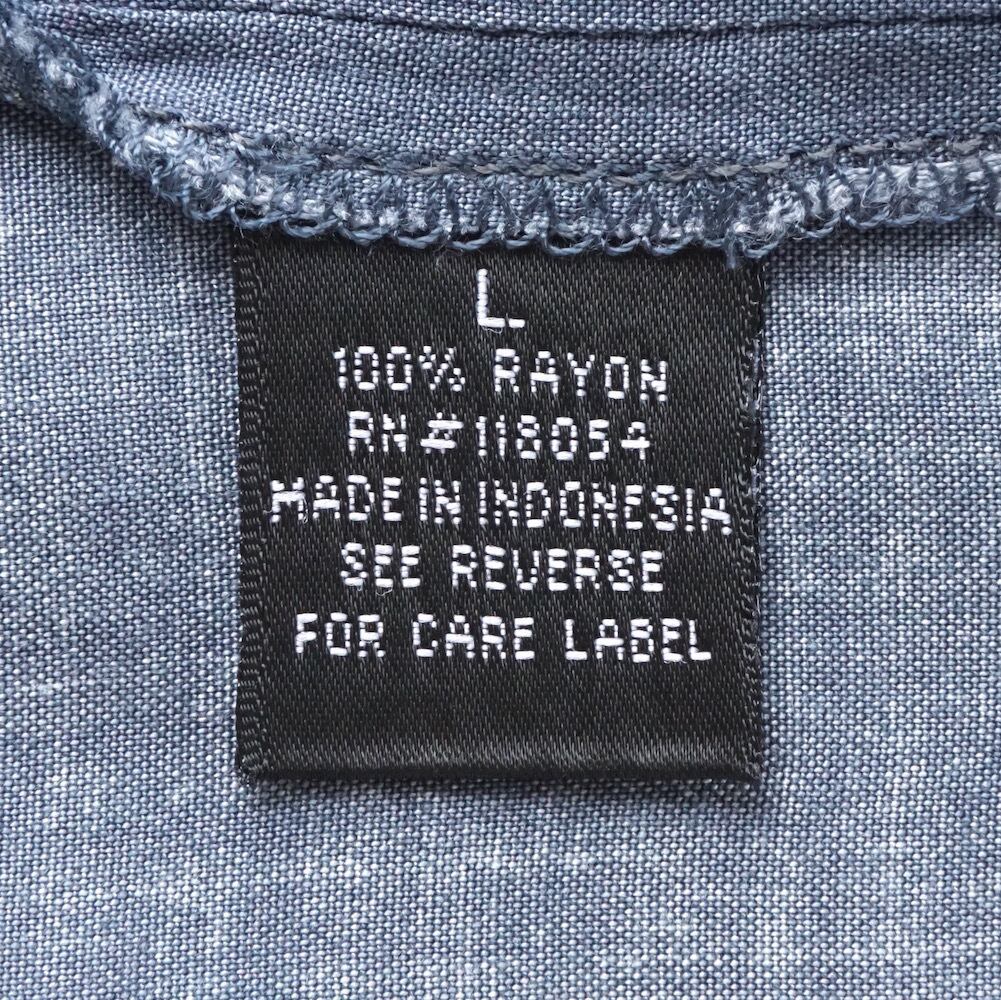 L
100% RAYON
RN#118054
MADE IN INDONESIA
SEE REVERSE
FOR CARE LABEL